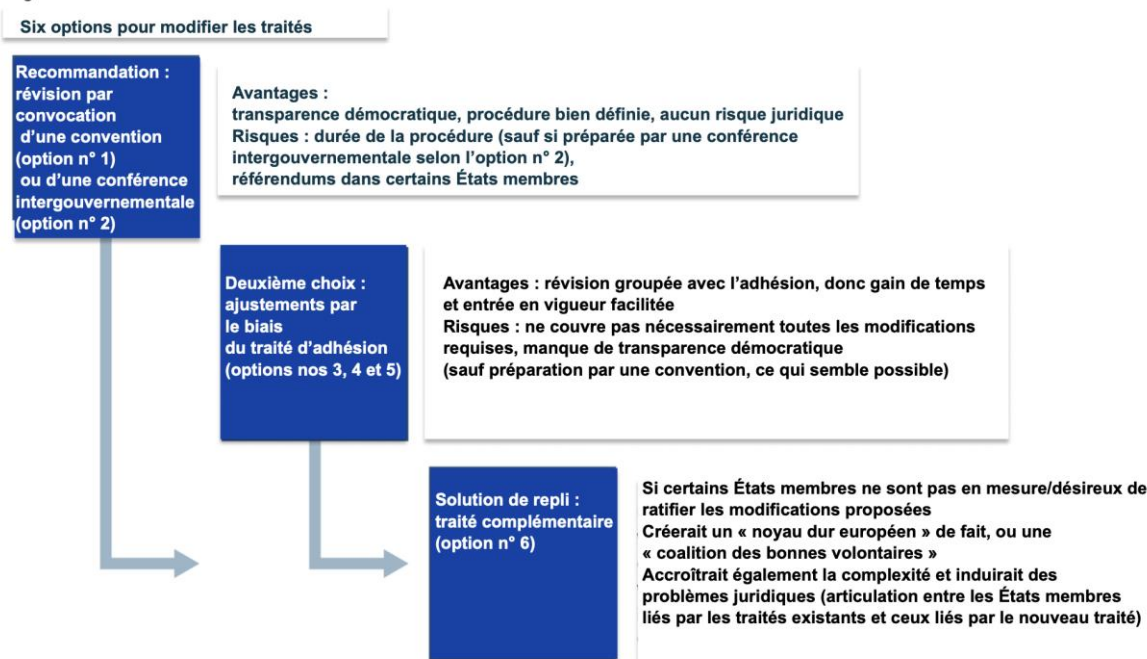 Six options pour modifier les traités
Recommandation :
révision par
convocation
d'une convention
(option n° 1)
ou d'une conférence
intergouvernementale
(option n° 2)
Avantages :
transparence démocratique, procédure bien définie, aucun risque juridique
Risques : durée de la procédure (sauf si préparée par une conférence
intergouvernementale selon l'option n° 2),
référendums dans certains États membres
Deuxième choix :
ajustements par
le biais
du traité d'adhésion
(options nos 3, 4 et 5)
Avantages : révision groupée avec l'adhésion, donc gain de temps
et entrée en vigueur facilitée
Risques : ne couvre pas nécessairement toutes les modifications
requises, manque de transparence démocratique
(sauf préparation par une convention, ce qui semble possible)
Solution de repli :
traité complémentaire
(option n° 6)
Si certains États membres ne sont pas en mesure/désireux de
ratifier les modifications proposées
Créerait un « noyau dur européen » de fait, ou une
« coalition des bonnes volontaires »
Accroîtrait également la complexité et induirait des
problèmes juridiques (articulation entre les États membres
liés par les traités existants et ceux liés par le nouveau traité)